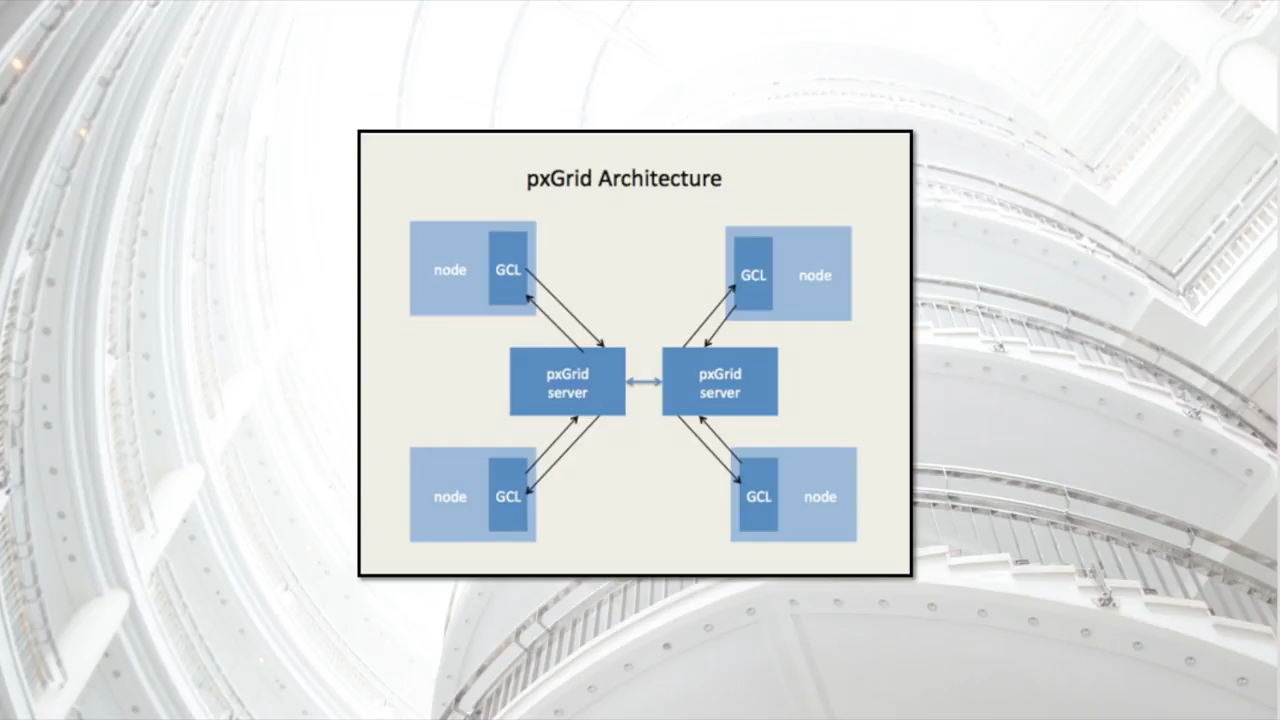 pxGrid Architecture
node
GCL
GCL
node
pxGrid
server
pxGrid
server
node
GCL
GCL
node